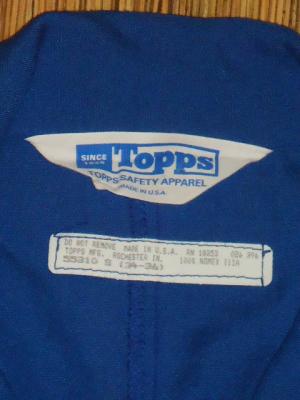 SINCE
Topps
TOPPS SAFETY APPAREL
MADE IN U.S.A.
DO NOT REMOVE MADE IN U.S.A. RN 18253
TOPPS MFG. ROCHESTER IN. 100% NOMEX IIIA
55310 S (34-36)